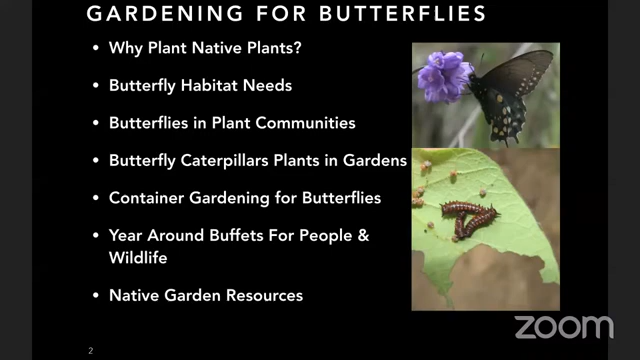 GARDENING FOR BUTTERFLIES
• Why Plant Native Plants?
• Butterfly Habitat Needs
• Butterflies in Plant Communities
• Butterfly Caterpillars Plants in Gardens
• Container Gardening for Butterflies
• Year Around Buffets For People &
Wildlife
• Native Garden Resources
zoom
2